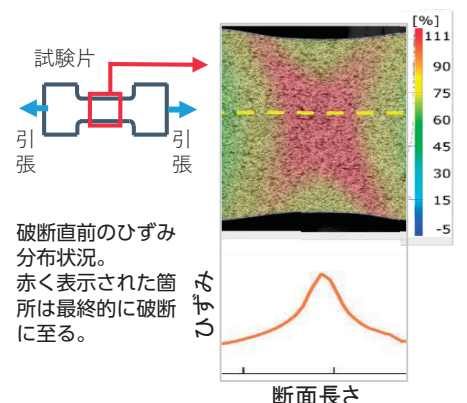 試験片
引張
引張
[%]
111
90
75
60
45
30
15
-5
破断直前のひずみ
分布状況。
赤く表示された箇
所は最終的に破断
に至る。
ひずみ
断面長さ